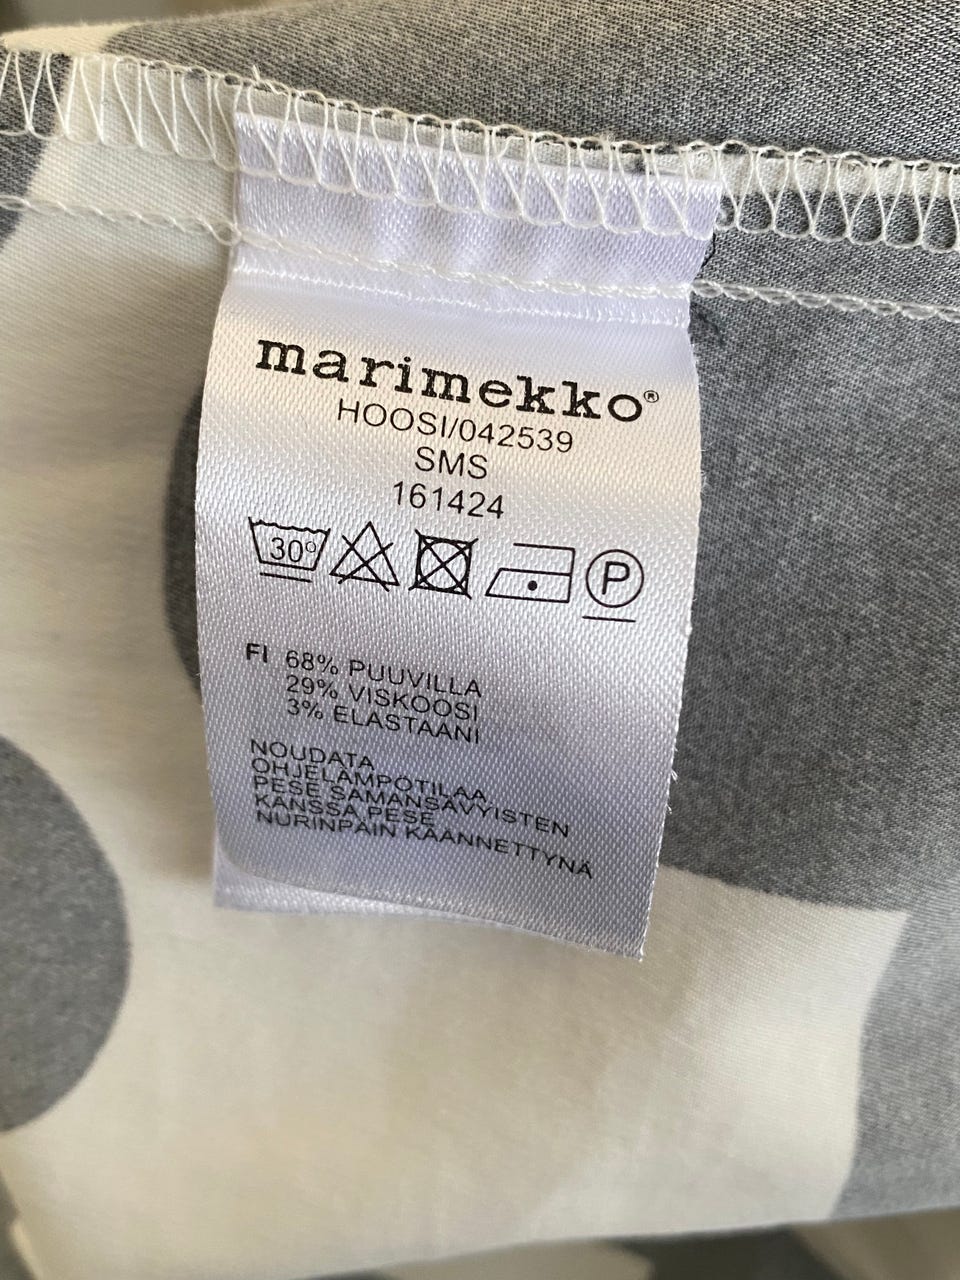 marimekko®
HOOSI/042539
SMS
161424
30°
P
FI 68% PUUVILLA
29% VISKOOSI
3% ELASTAANI
NOUDATA
OHJELÄMPÖTILAA,
PESE SAMANSÄVYISTEN
KANSSA, PESE
NURINPÄIN KÄÄNNETTYNÄ